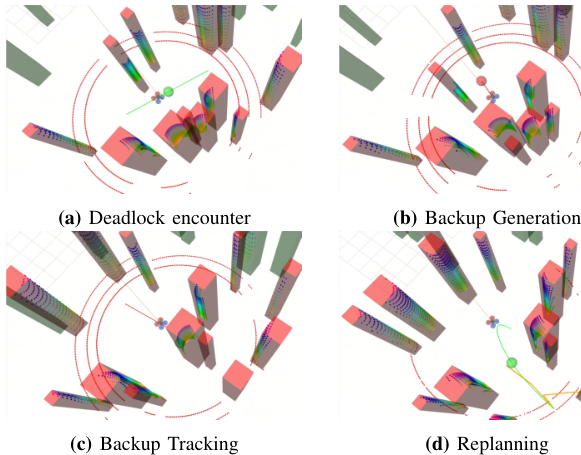 (a) Deadlock encounter
(b) Backup Generation
(c) Backup Tracking
(d) Replanning